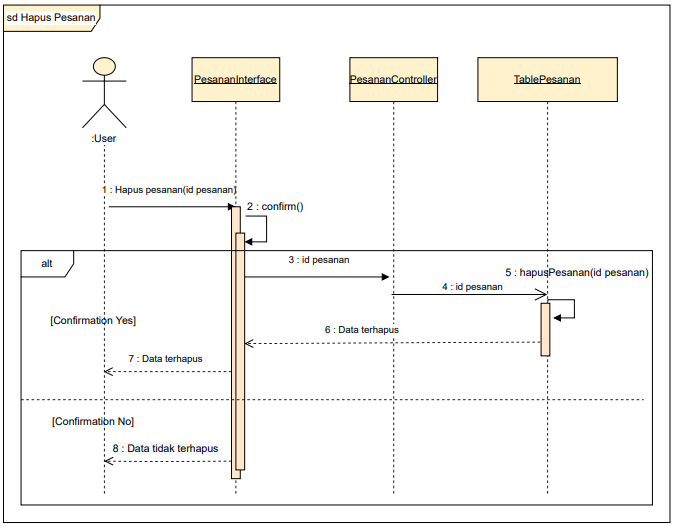 sd Hapus Pesanan
PesananInterface
PesananController
TablePesanan
:User
1 : Hapus pesanan(id pesanan)
2 : confirm()
alt
3 : id pesanan
5 : hapusPesanan(id pesanan)
4 : id pesanan
[Confirmation Yes]
6 : Data terhapus
7 : Data terhapus
[Confirmation No]
8 : Data tidak terhapus